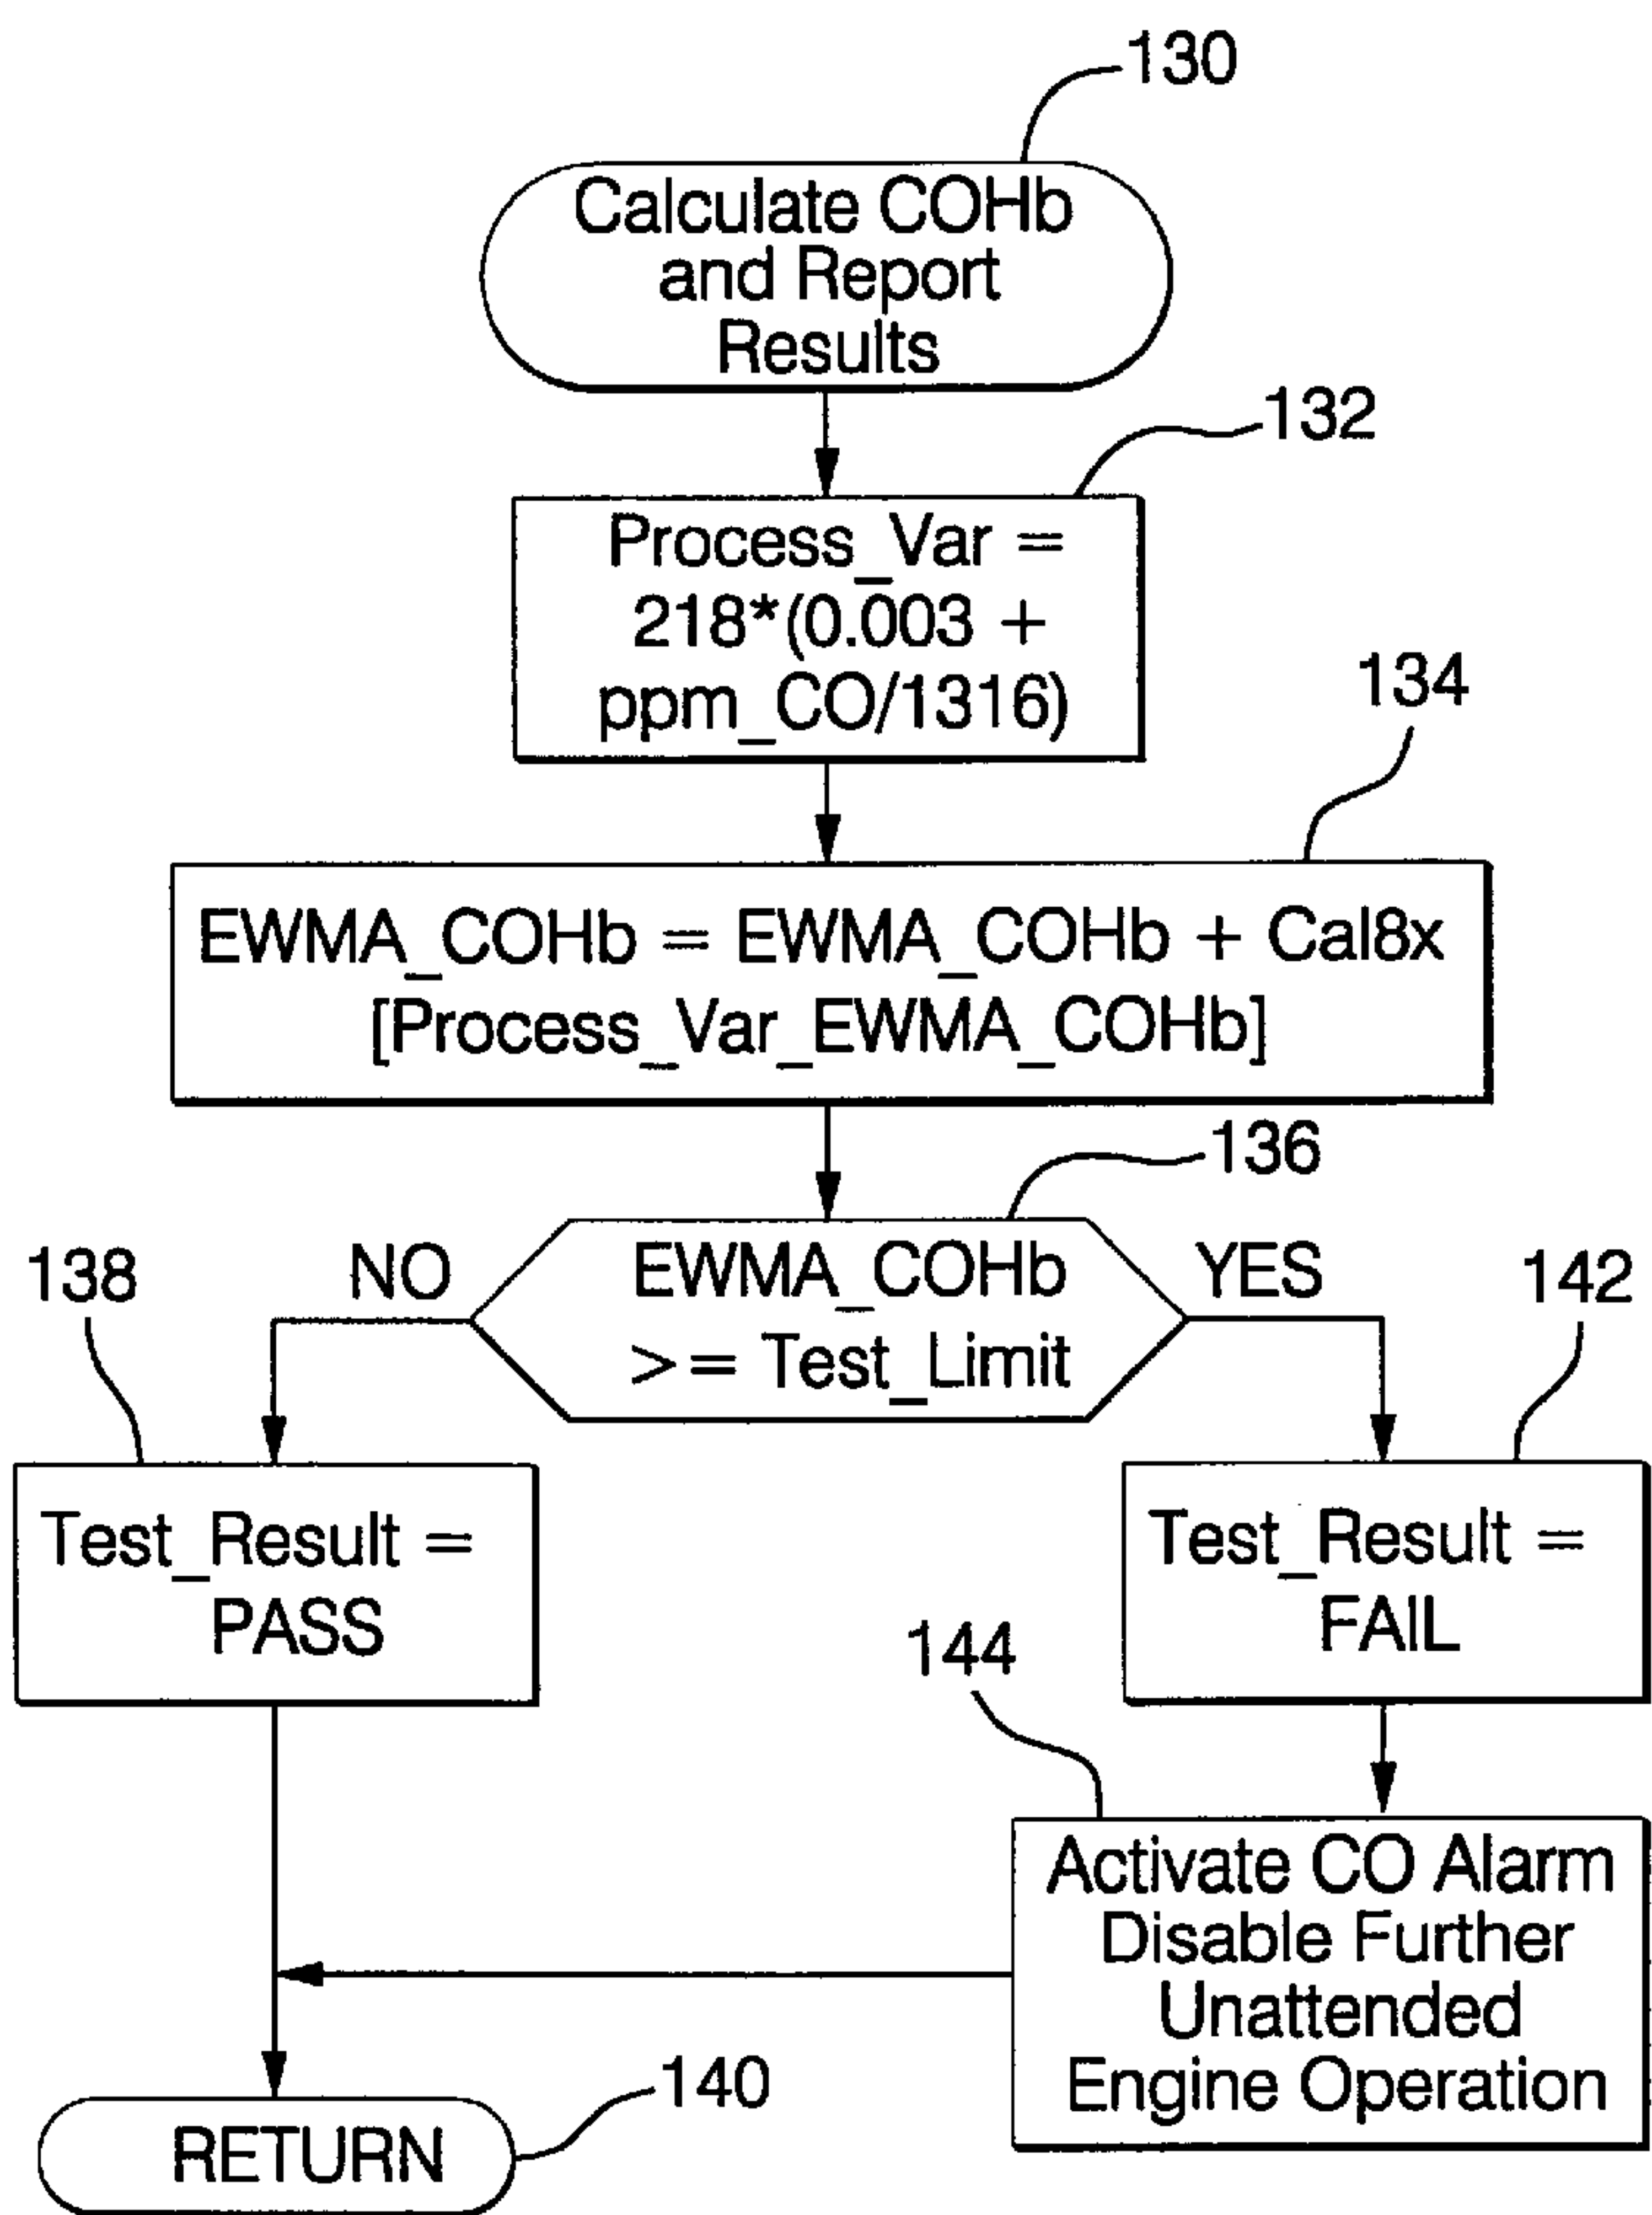 130
Calculate COHb
and Report
Results
132
Process_Var =
218*(0.003 +
ppm_CO/1316)
134
EWMA_COHb = EWMA_COHb + Cal8x
[Process_Var_EWMA_COHb]
136
138
NO
EWMA_COHb
>= Test_Limit
YES
142
Test_Result =
PASS
Test_Result =
FAIL
144
Activate CO Alarm
Disable Further
Unattended
Engine Operation
140
RETURN